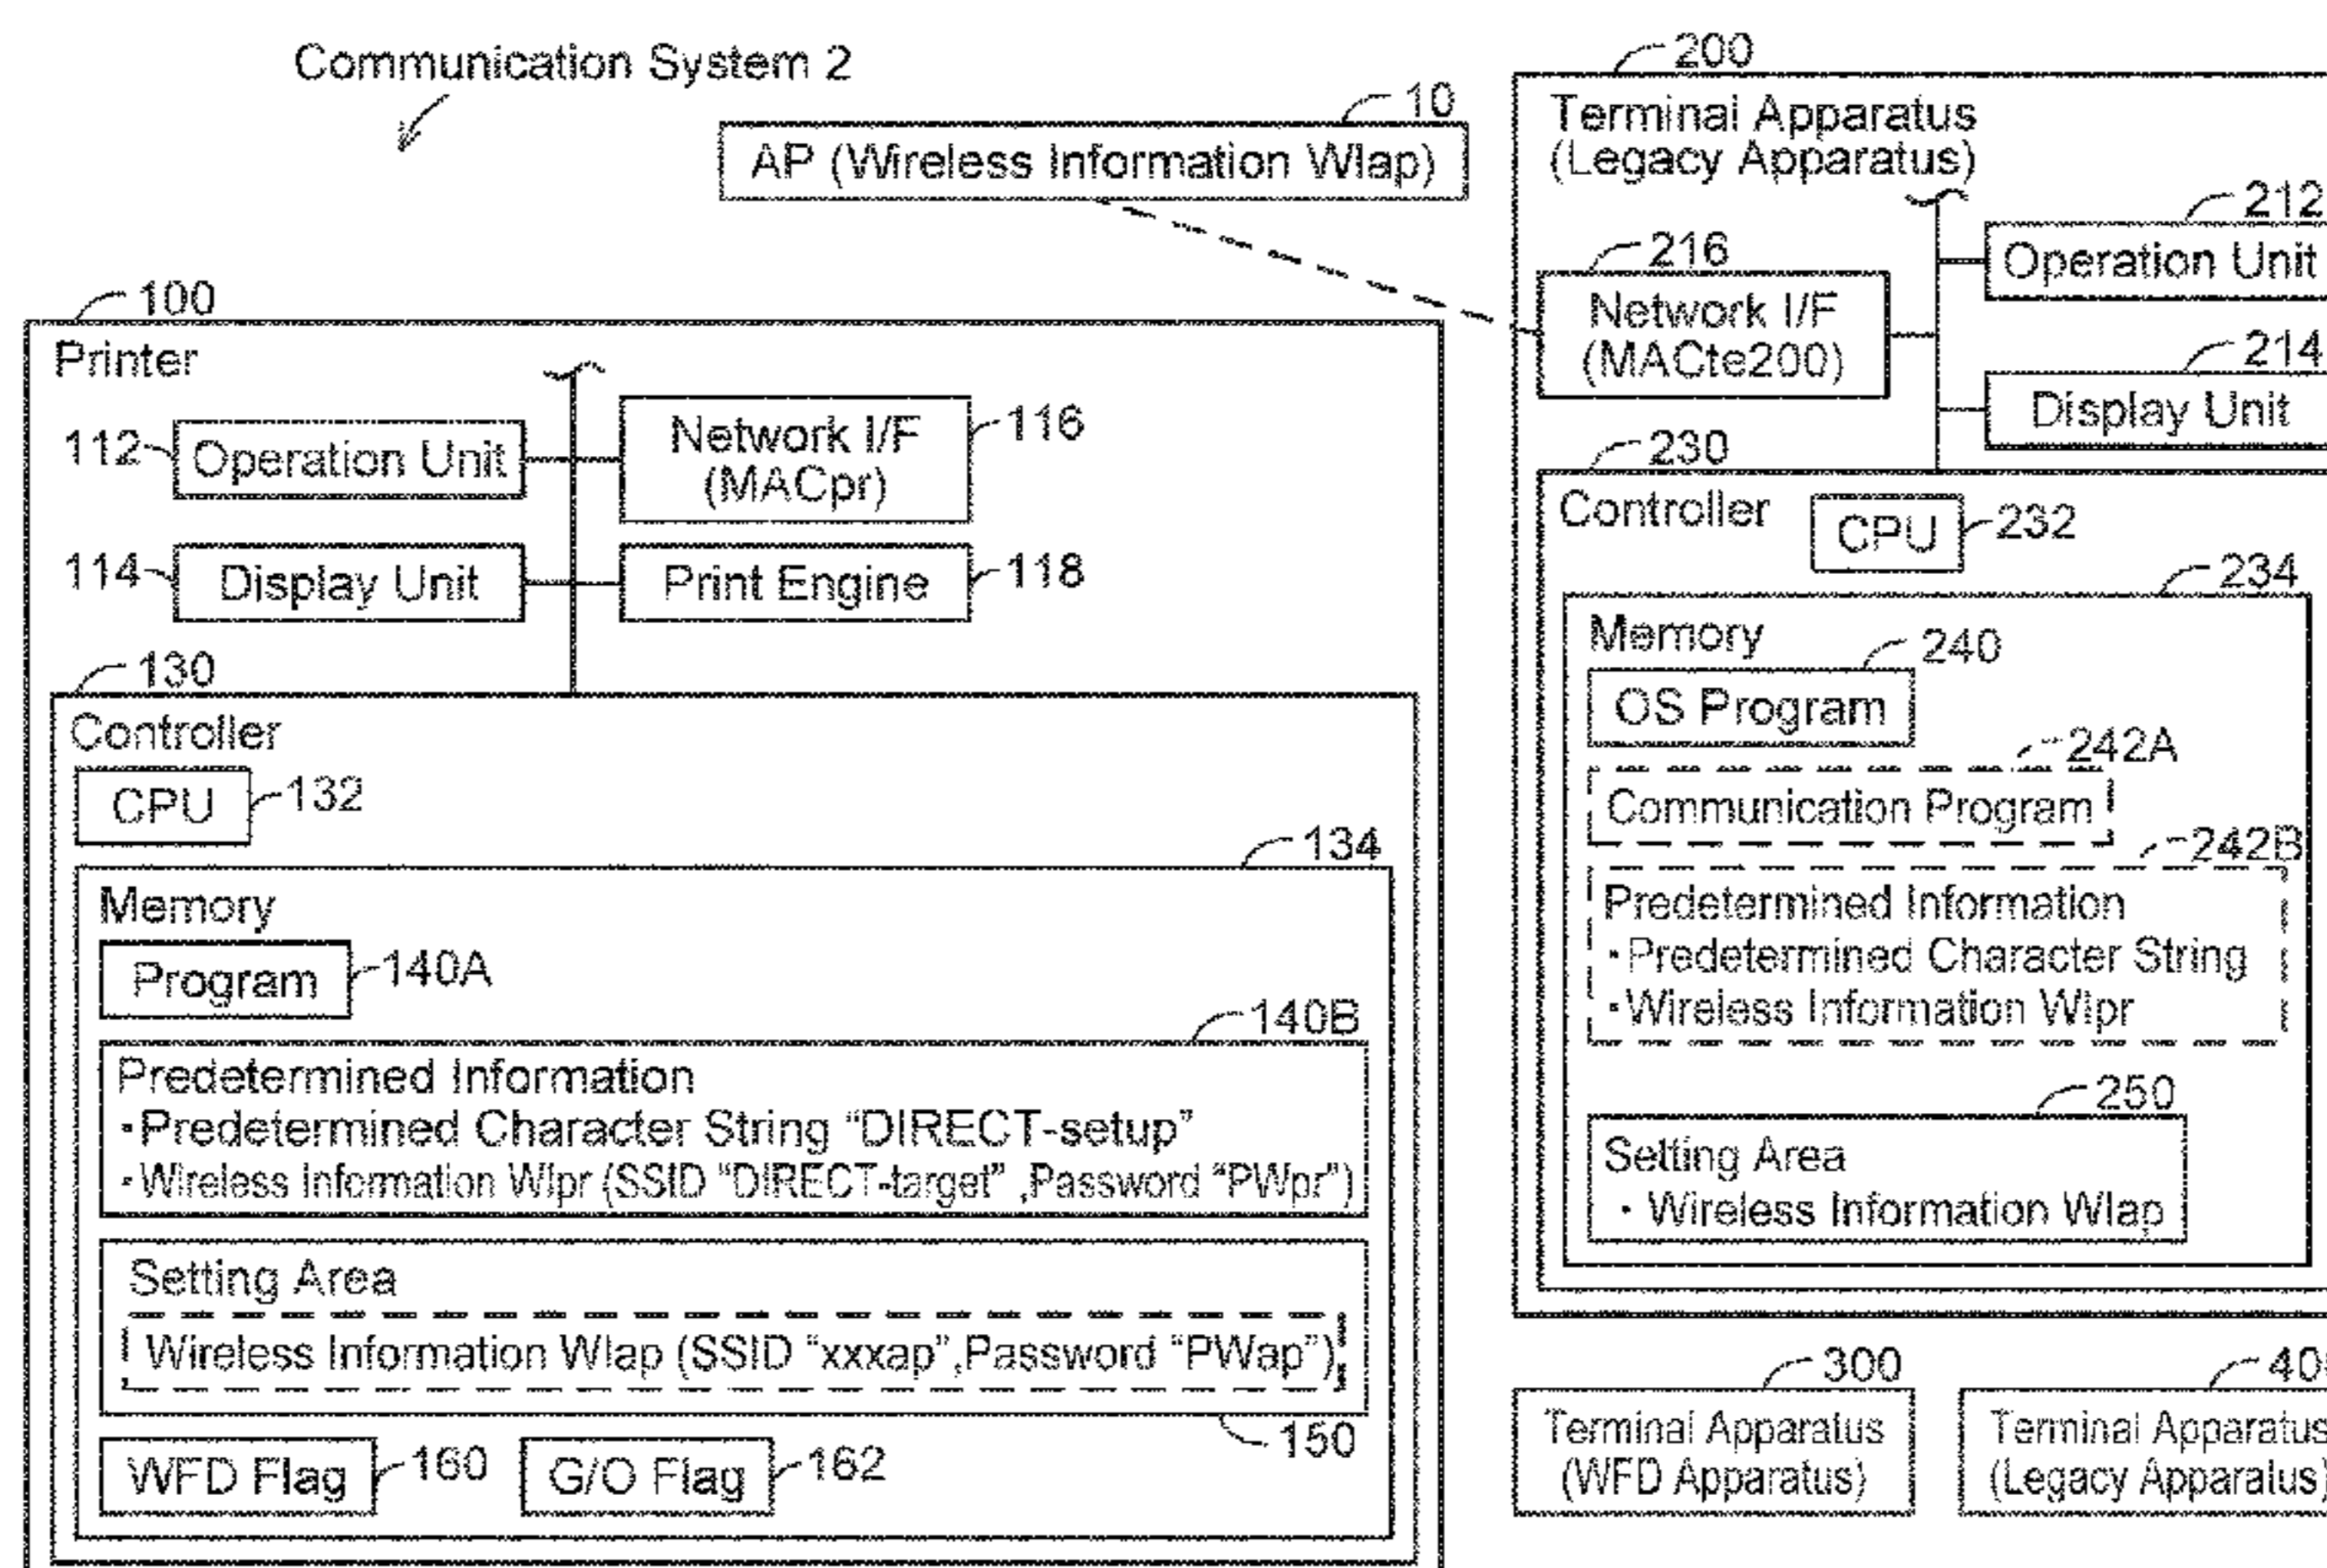 Communication System 2
10
AP (Wireless Information WIap)
100
Printer
112
Operation Unit
Network I/F
(MACpr)
116
114
Display Unit
Print Engine
118
130
Controller
CPU
132
134
Memory
Program
140A
140B
Predetermined Information
·Predetermined Character String “DIRECT-setup”
·Wireless Information WIpr (SSID “DIRECT-target” ,Password “PWpr”)
Setting Area
Wireless Information WIap (SSID “xxxap”,Password “PWap”)
150
WFD Flag
160
G/O Flag
162
200
Terminal Apparatus
(Legacy Apparatus)
212
Operation Unit
216
Network I/F
(MACte200)
214
Display Unit
230
Controller
CPU
232
234
Memory
240
OS Program
242A
Communication Program
242B
Predetermined Information
·Predetermined Character String
·Wireless Information WIpr
250
Setting Area
· Wireless Information WIap
300
Terminal Apparatus
(WFD Apparatus)
Terminal Apparatus
(Legacy Apparatus)